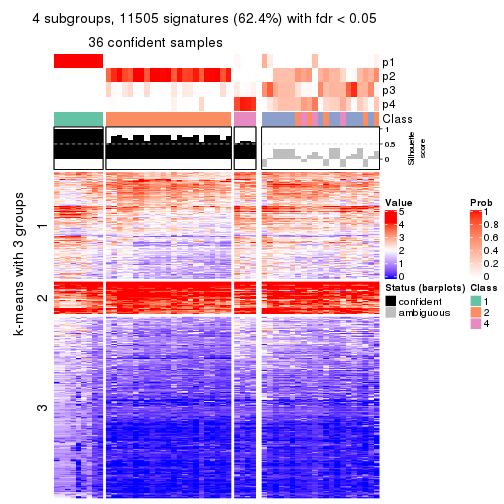 4 subgroups, 11505 signatures (62.4%) with fdr < 0.05
36 confident samples
p1
p2
p3
p4
Class
1
0.5
0
Silhouette
score
k-means with 3 groups
1
2
3
Value
5
4
3
2
1
0
Prob
1
0.8
0.6
0.4
0.2
0
Status (barplots)
confident
ambiguous
Class
1
2
4